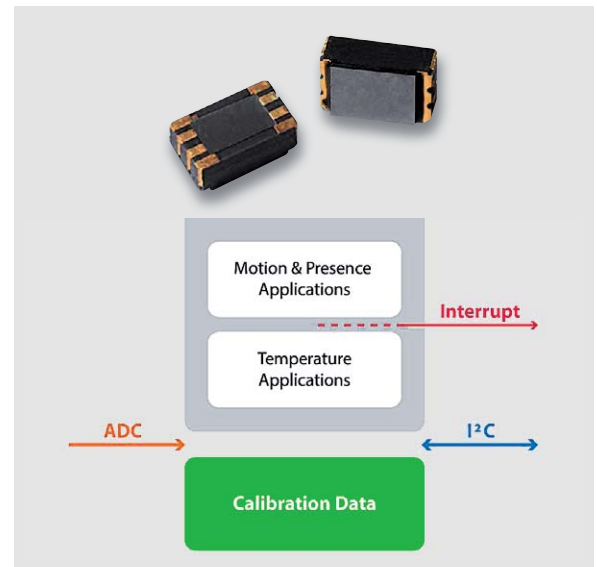 Motion & Presence
Applications
Interrupt
Temperature
Applications
ADC
I²C
Calibration Data